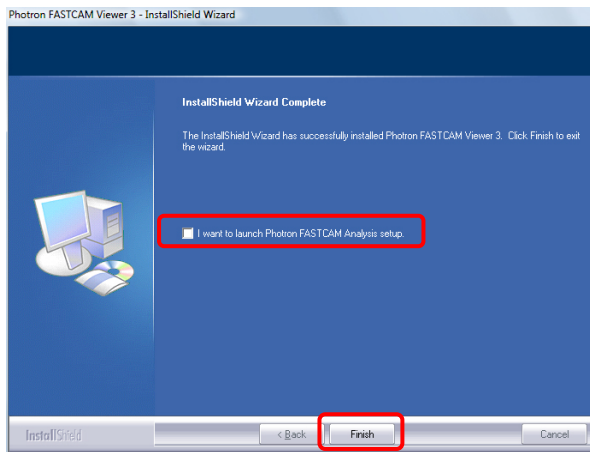 Photron FASTCAM Viewer 3 - InstallShield Wizard
InstallShield Wizard Complete
The InstallShield Wizard has successfully installed Photron FASTCAM Viewer 3. Click Finish to exit
the wizard.
I want to launch Photron FASTCAM Analysis setup.
InstallShield
< Back
Finish
Cancel